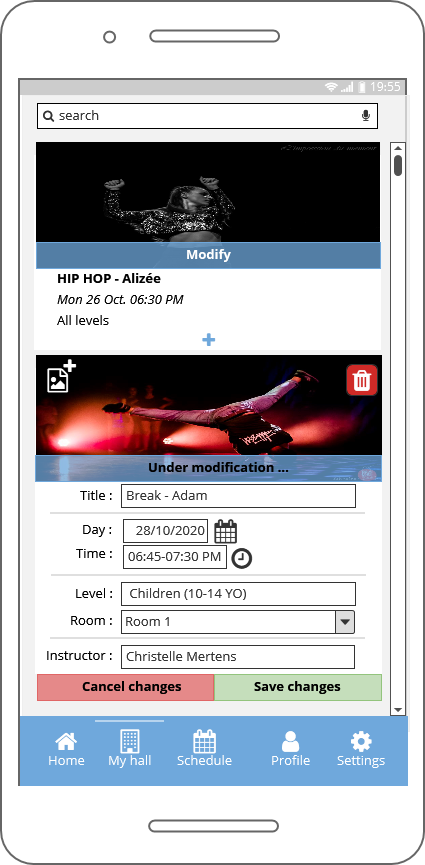 19:55
search
Modify
HIP HOP - Alizée
Mon 26 Oct. 06:30 PM
All levels
Under modification ...
Title : Break - Adam
Day : 28/10/2020
Time : 06:45-07:30 PM
Level : Children (10-14 YO)
Room : Room 1
Instructor : Christelle Mertens
Cancel changes Save changes
Home My hall Schedule Profile Settings